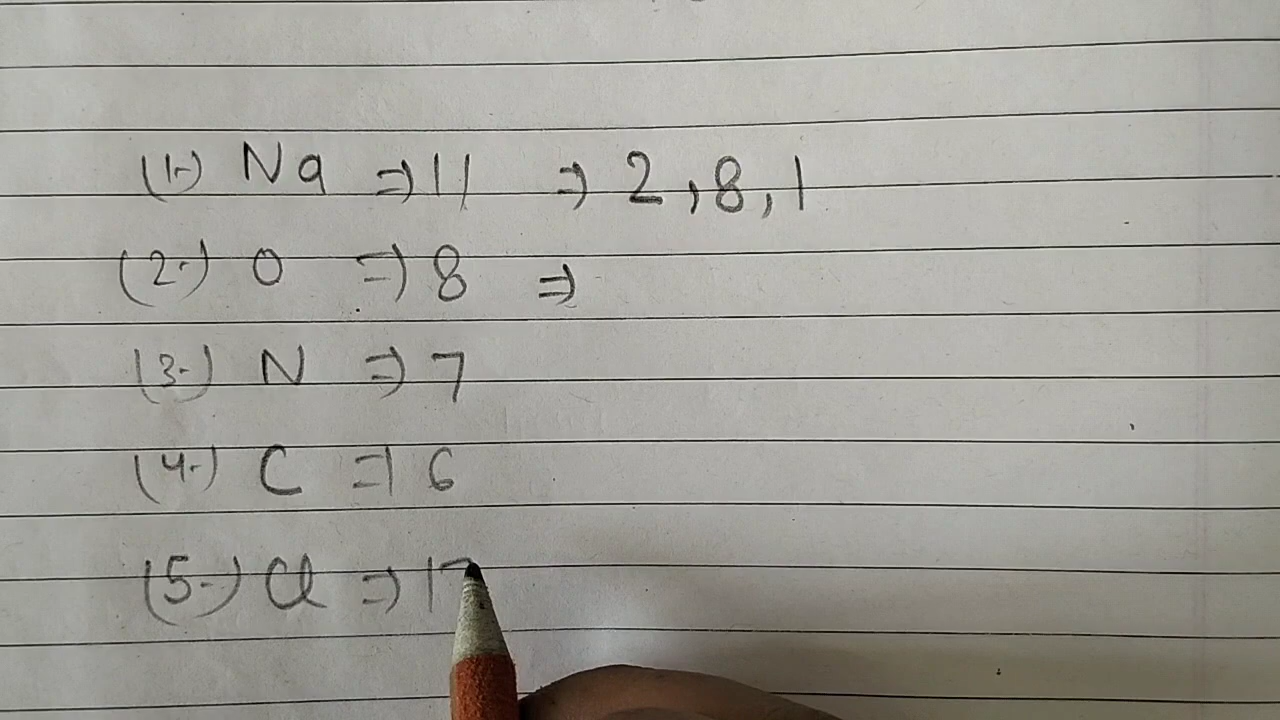 (1-) Na => 11 => 2, 8, 1
(2-) O => 8 =>
(3-) N => 7
(4-) C => 6
(5-) Cl => 17